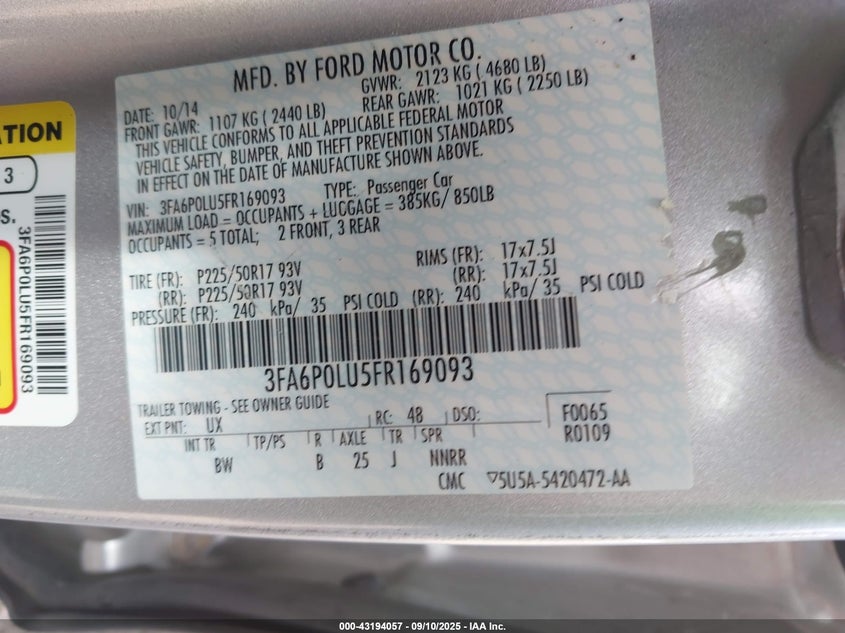 MFD. BY FORD MOTOR CO.
DATE: 10/14 GVWR: 2123 KG ( 4680 LB)
FRONT GAWR: 1107 KG ( 2440 LB) REAR GAWR: 1021 KG ( 2250 LB)
THIS VEHICLE CONFORMS TO ALL APPLICABLE FEDERAL MOTOR
VEHICLE SAFETY, BUMPER, AND THEFT PREVENTION STANDARDS
IN EFFECT ON THE DATE OF MANUFACTURE SHOWN ABOVE.
VIN: 3FA6P0LU5FR169093 TYPE: Passenger Car
MAXIMUM LOAD = OCCUPANTS + LUGGAGE = 385KG/ 850LB
OCCUPANTS = 5 TOTAL; 2 FRONT, 3 REAR
TIRE (FR): P225/50R17 93V RIMS (FR): 17x7.5J
(RR): P225/50R17 93V (RR): 17x7.5J
PRESSURE (FR): 240 kPa/ 35 PSI COLD (RR): 240 kPa/ 35 PSI COLD
3FA6P0LU5FR169093
TRAILER TOWING - SEE OWNER GUIDE
EXT PNT: UX RC: 48 DSO: F0065
R0109
INT TR TP/PS R AXLE TR SPR
BW B 25 J NNRR
CMC ▽5U5A-5420472-AA
ATION
3
S.
3FA6P0LU5FR169093
000-43194057 - 09/10/2025 - IAA Inc.